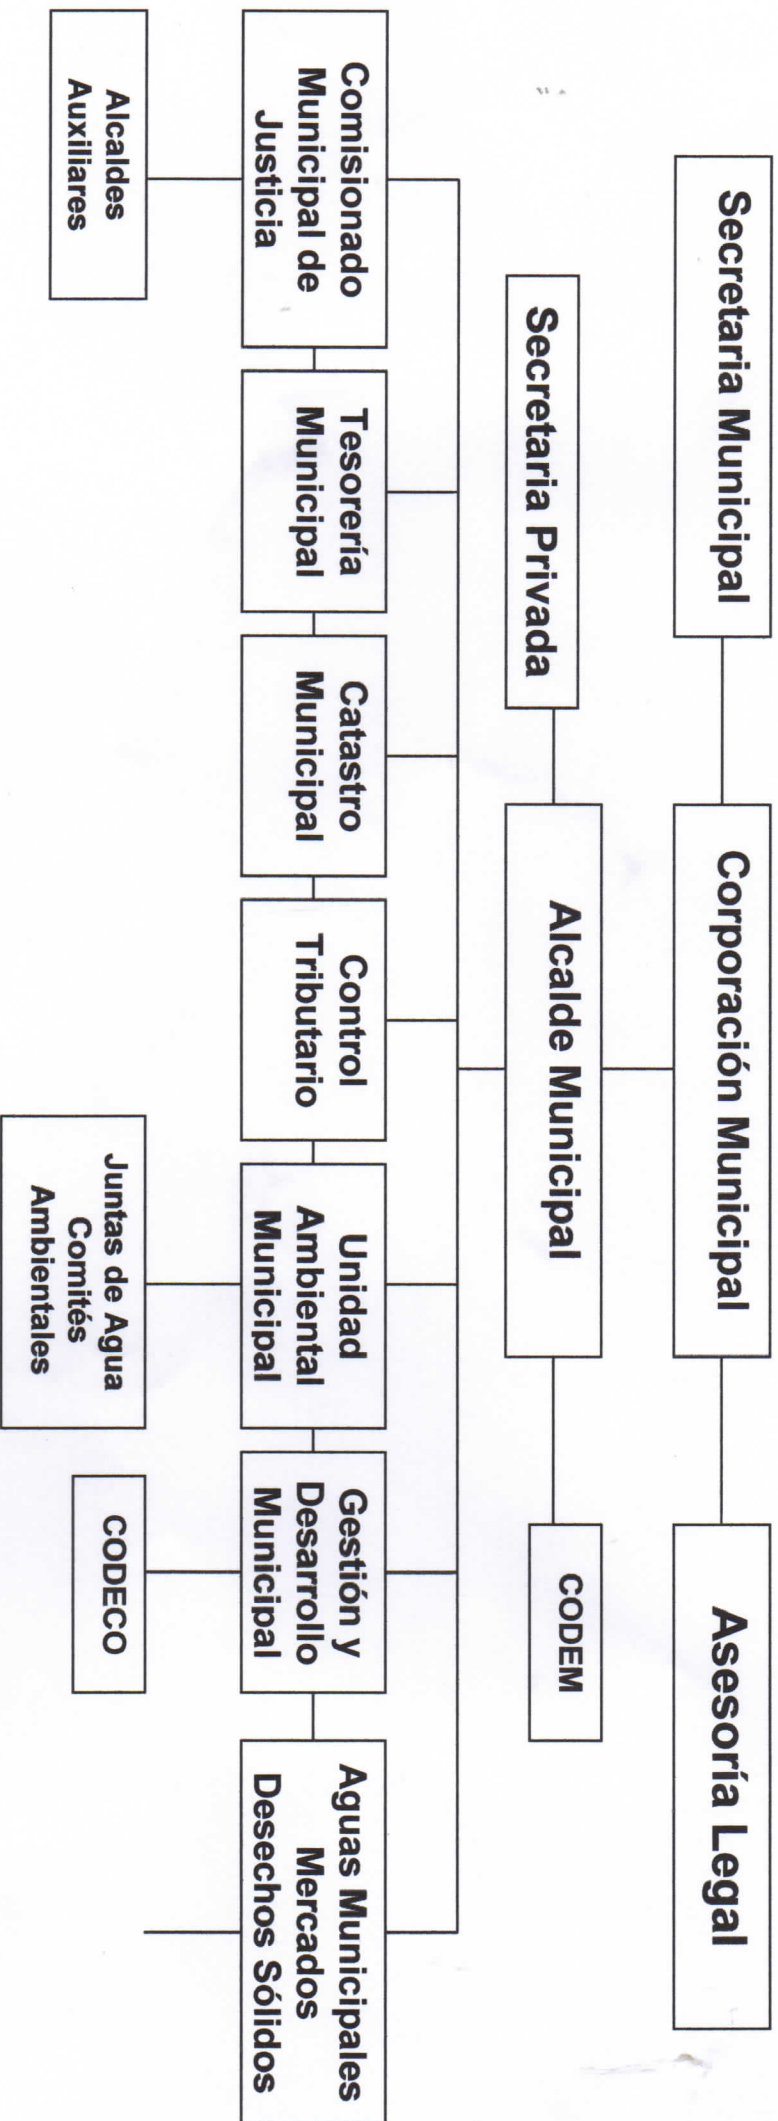 Secretaria Municipal
Corporación Municipal
Asesoría Legal
Secretaria Privada
Alcalde Municipal
CODEM
Comisionado
Municipal de
Justicia
Tesorería
Municipal
Catastro
Municipal
Control
Tributario
Unidad
Ambiental
Municipal
Gestión y
Desarrollo
Municipal
Aguas Municipales
Mercados
Desechos Sólidos
Alcaldes
Auxiliares
Juntas de Agua
Comités
Ambientales
CODECO